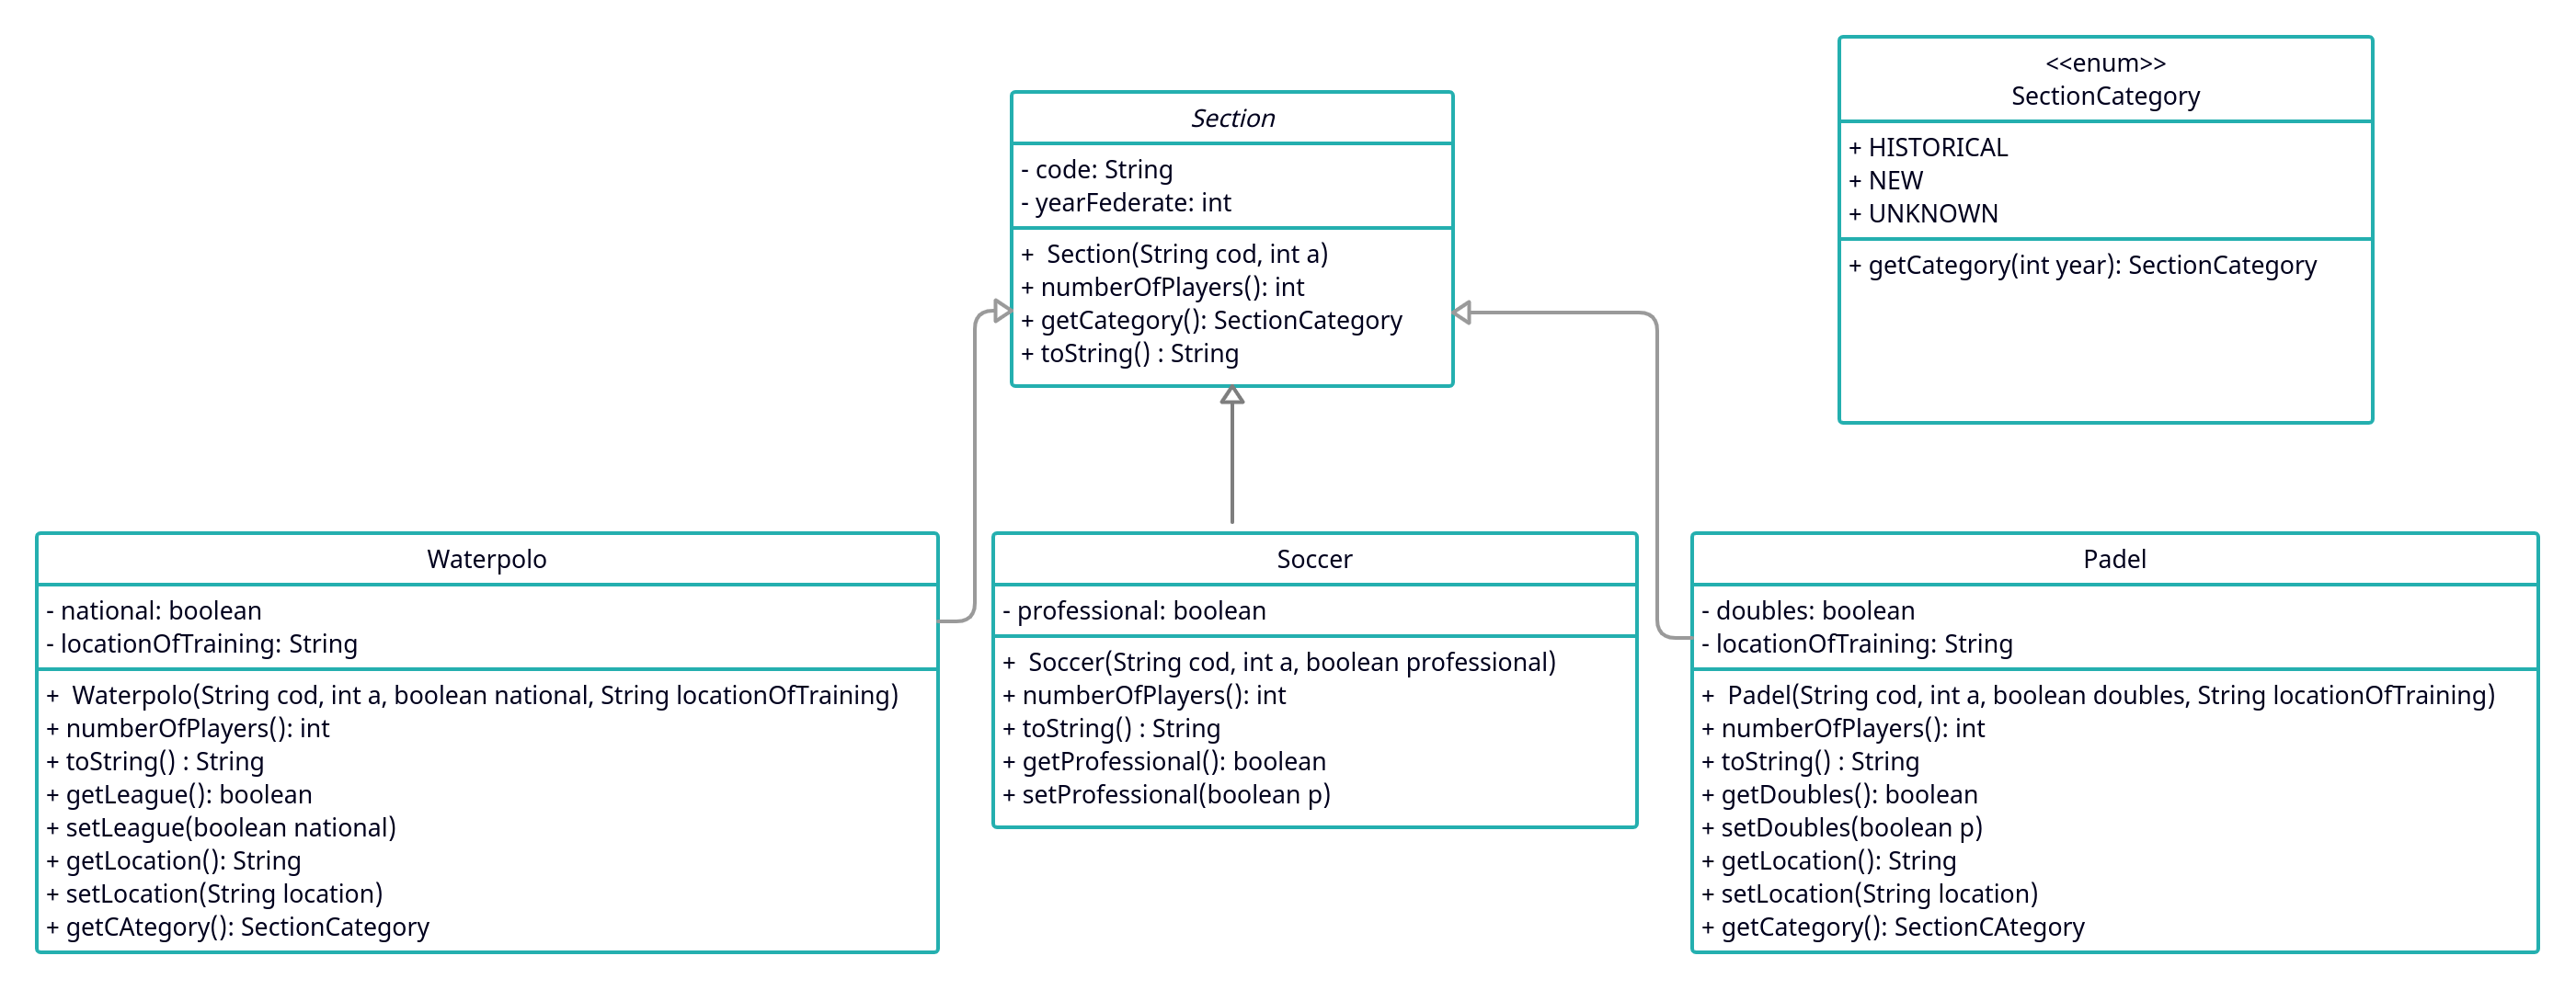 <<enum>>
SectionCategory
+ HISTORICAL
+ NEW
+ UNKNOWN
+ getCategory(int year): SectionCategory
Section
- code: String
- yearFederate: int
+  Section(String cod, int a)
+ numberOfPlayers(): int
+ getCategory(): SectionCategory
+ toString() : String
Waterpolo
- national: boolean
- locationOfTraining: String
+  Waterpolo(String cod, int a, boolean national, String locationOfTraining)
+ numberOfPlayers(): int
+ toString() : String
+ getLeague(): boolean
+ setLeague(boolean national)
+ getLocation(): String
+ setLocation(String location)
+ getCAtegory(): SectionCategory
Soccer
- professional: boolean
+  Soccer(String cod, int a, boolean professional)
+ numberOfPlayers(): int
+ toString() : String
+ getProfessional(): boolean
+ setProfessional(boolean p)
Padel
- doubles: boolean
- locationOfTraining: String
+  Padel(String cod, int a, boolean doubles, String locationOfTraining)
+ numberOfPlayers(): int
+ toString() : String
+ getDoubles(): boolean
+ setDoubles(boolean p)
+ getLocation(): String
+ setLocation(String location)
+ getCategory(): SectionCAtegory